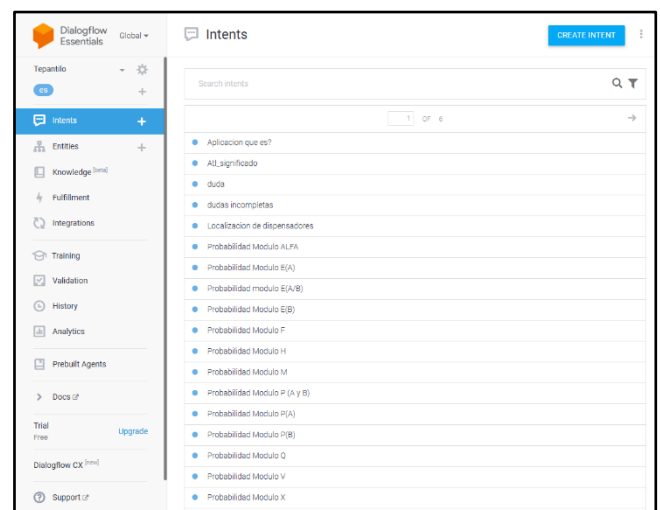 Dialogflow
Essentials
Global
Tepantilo
es
Intents
Entities
Knowledge [beta]
Fulfillment
Integrations
Training
Validation
History
Analytics
Prebuilt Agents
Docs
Trial
Free
Upgrade
Dialogflow CX [new]
Support
Intents
CREATE INTENT
Search intents
1 OF 6
Aplicacion que es?
Atl_significado
duda
dudas incompletas
Localizacion de dispensadores
Probabilidad Modulo ALFA
Probabilidad Modulo E(A)
Probabilidad modulo E(A/B)
Probabilidad Modulo E(B)
Probabilidad Modulo F
Probabilidad Modulo H
Probabilidad Modulo M
Probabilidad Modulo P (A y B)
Probabilidad Modulo P(A)
Probabilidad Modulo P(B)
Probabilidad Modulo Q
Probabilidad Modulo V
Probabilidad Modulo X